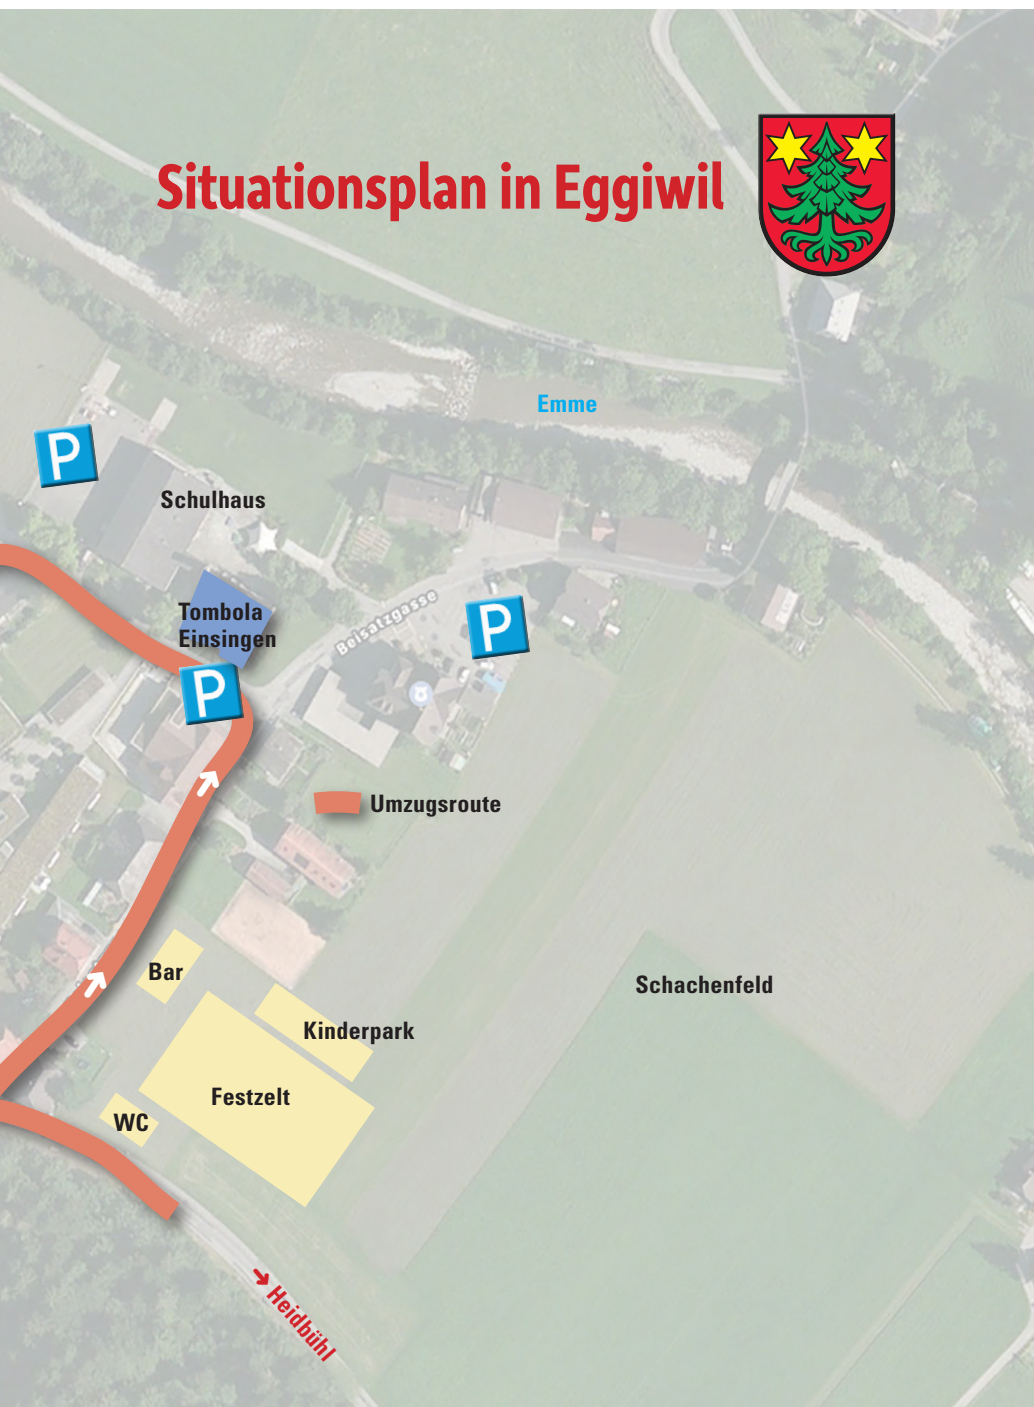 Situationsplan in Eggiwil
Emme
P
Schulhaus
Tombola
Einsingen
Beisatzgasse
P
P
Umzugsroute
Bar
Schachenfeld
Kinderpark
Festzelt
WC
➔ Heidbühl